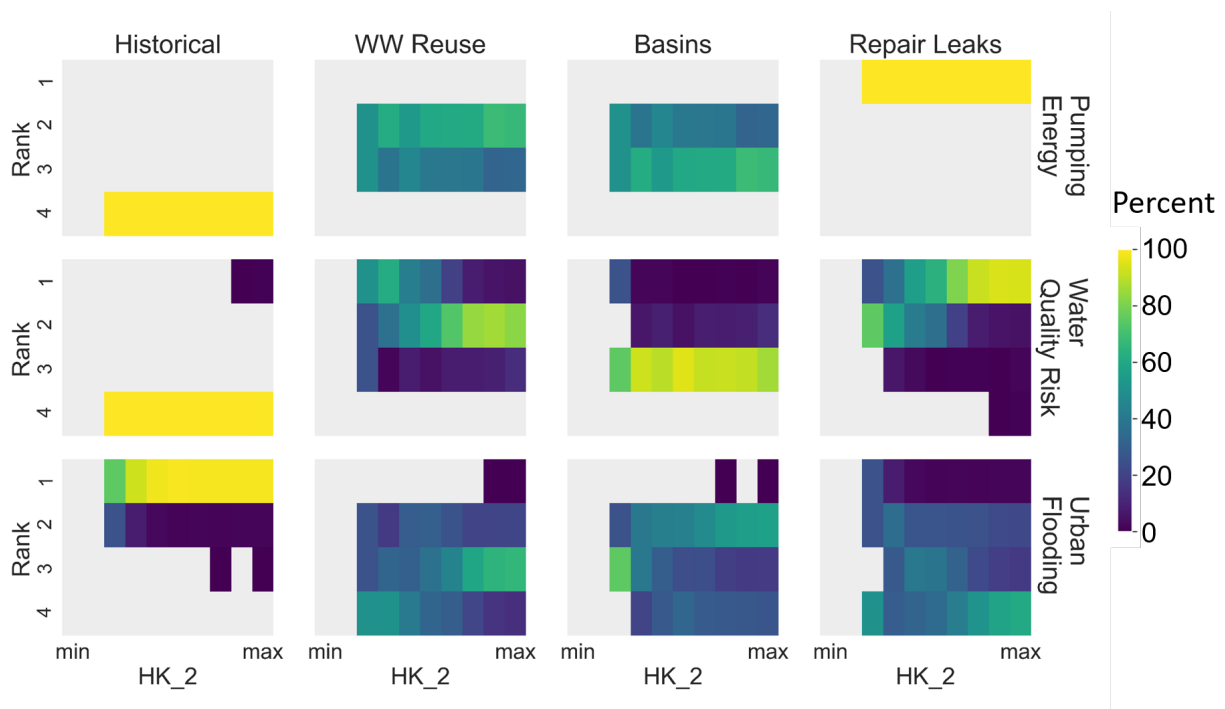 Historical
WW Reuse
Basins
Repair Leaks
Rank
1
2
3
4
Pumping
Energy
Rank
1
2
3
4
Water
Quality Risk
Rank
1
2
3
4
Urban
Flooding
min
max
HK_2
min
max
HK_2
min
max
HK_2
min
max
HK_2
Percent
100
80
60
40
20
0